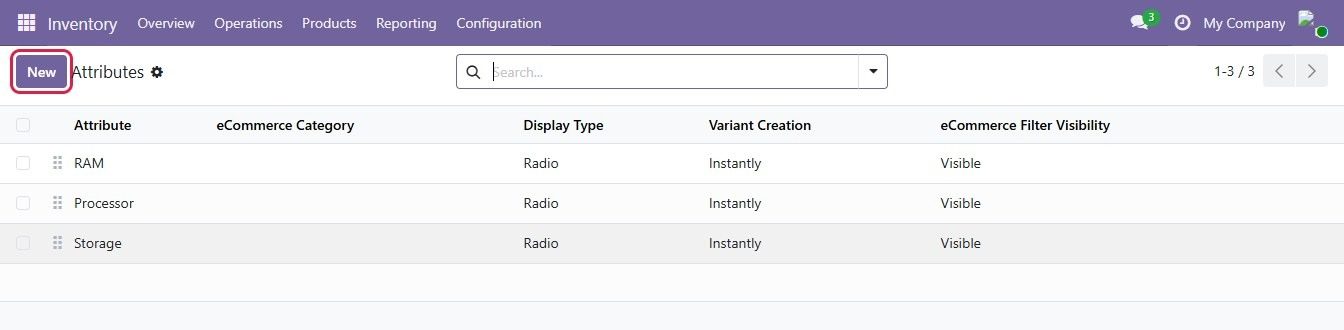 Inventory Overview Operations Products Reporting Configuration 3 My Company
New Attributes Search... 1-3 / 3
Attribute eCommerce Category Display Type Variant Creation eCommerce Filter Visibility
RAM Radio Instantly Visible
Processor Radio Instantly Visible
Storage Radio Instantly Visible